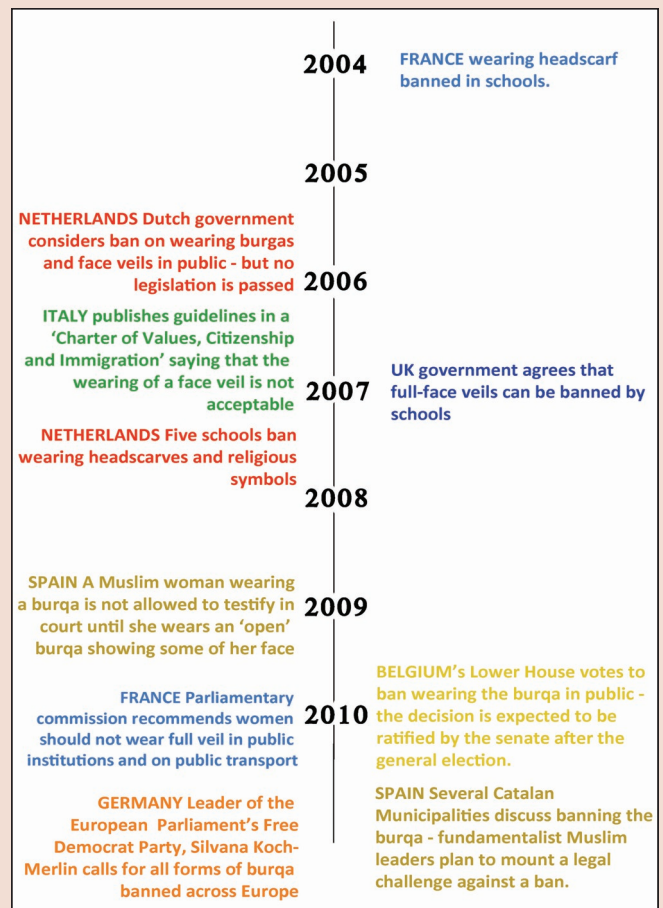 2004
FRANCE wearing headscarf
banned in schools.
2005
NETHERLANDS Dutch government
considers ban on wearing burgas
and face veils in public - but no
legislation is passed
2006
ITALY publishes guidelines in a
‘Charter of Values, Citizenship
and Immigration’ saying that the
wearing of a face veil is not
acceptable
2007
UK government agrees that
full-face veils can be banned by
schools
NETHERLANDS Five schools ban
wearing headscarves and religious
symbols
2008
SPAIN A Muslim woman wearing
a burqa is not allowed to testify in
court until she wears an ‘open’
burqa showing some of her face
2009
FRANCE Parliamentary
commission recommends women
should not wear full veil in public
institutions and on public transport
2010
BELGIUM’s Lower House votes to
ban wearing the burqa in public -
the decision is expected to be
ratified by the senate after the
general election.
GERMANY Leader of the
European Parliament’s Free
Democrat Party, Silvana Koch-
Merlin calls for all forms of burqa
banned across Europe
SPAIN Several Catalan
Municipalities discuss banning the
burqa - fundamentalist Muslim
leaders plan to mount a legal
challenge against a ban.